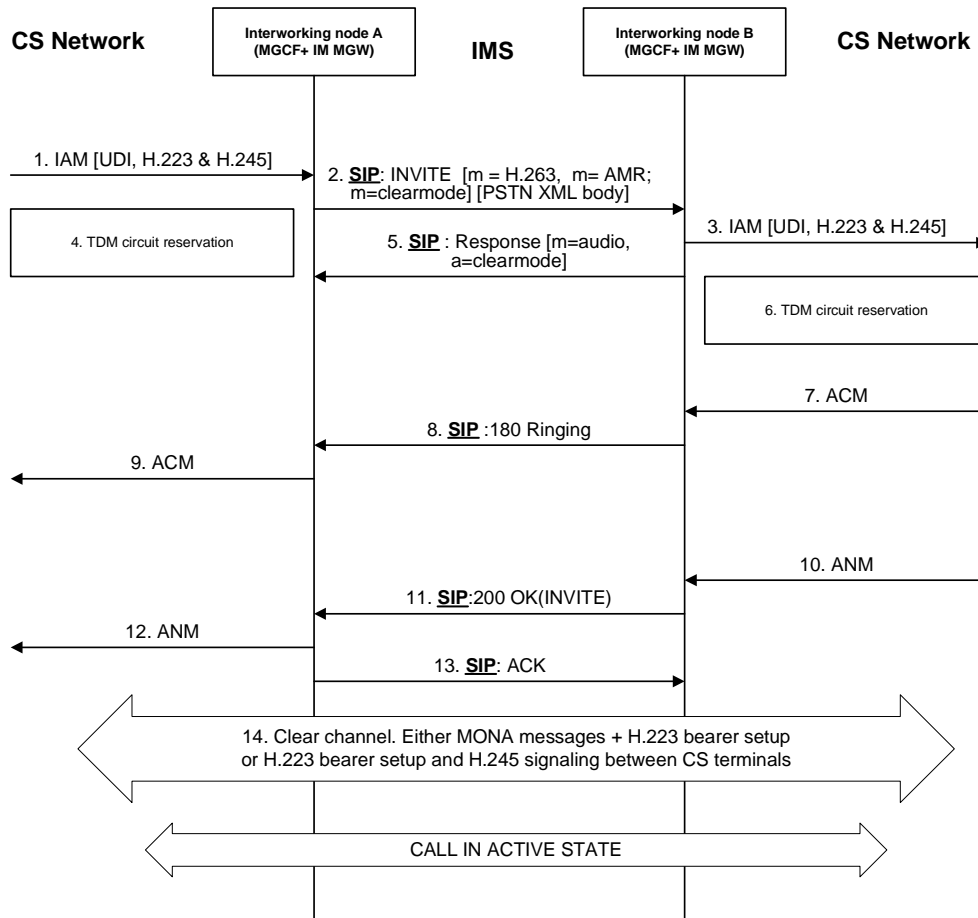 CS Network
Interworking node A
(MGCF+ IM MGW)
IMS
Interworking node B
(MGCF+ IM MGW)
CS Network
1. IAM [UDI, H.223 & H.245]
2. SIP: INVITE [m = H.263, m= AMR;
m=clearmode] [PSTN XML body]
3. IAM [UDI, H.223 & H.245]
4. TDM circuit reservation
5. SIP : Response [m=audio,
a=clearmode]
6. TDM circuit reservation
7. ACM
8. SIP :180 Ringing
9. ACM
10. ANM
11. SIP:200 OK(INVITE)
12. ANM
13. SIP: ACK
14. Clear channel. Either MONA messages + H.223 bearer setup
or H.223 bearer setup and H.245 signaling between CS terminals
CALL IN ACTIVE STATE